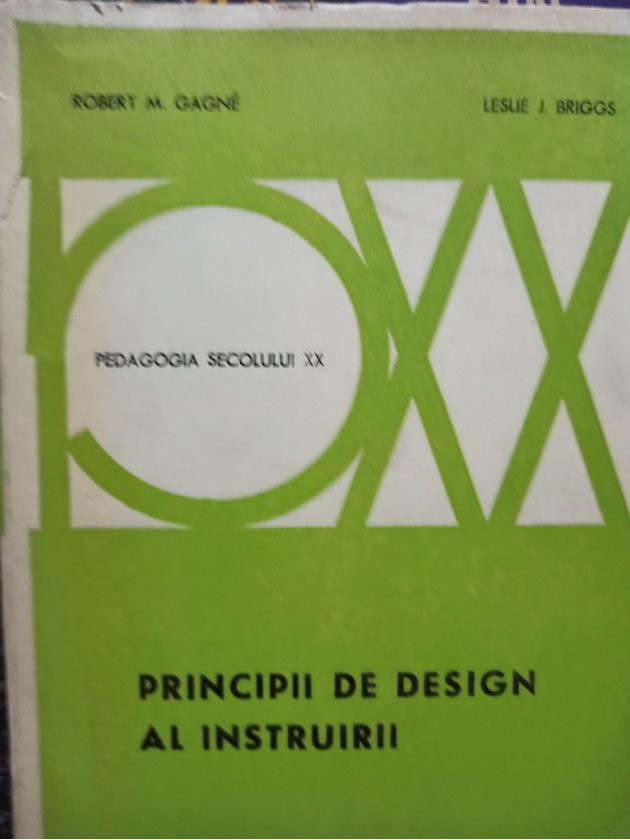 ROBERT M. GAGNÉ
LESLIE J. BRIGGS
PEDAGOGIA SECOLULUI XX
PRINCIPII DE DESIGN
AL INSTRUIRII